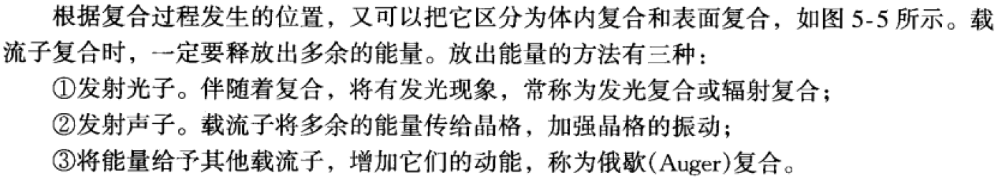 根据复合过程发生的位置，又可以把它区分为体内复合和表面复合，如图 5-5 所示。载
流子复合时，一定要释放出多余的能量。放出能量的方法有三种：
①发射光子。伴随着复合，将有发光现象，常称为发光复合或辐射复合；
②发射声子。载流子将多余的能量传给晶格，加强晶格的振动；
③将能量给予其他载流子，增加它们的动能，称为俄歇(Auger)复合。